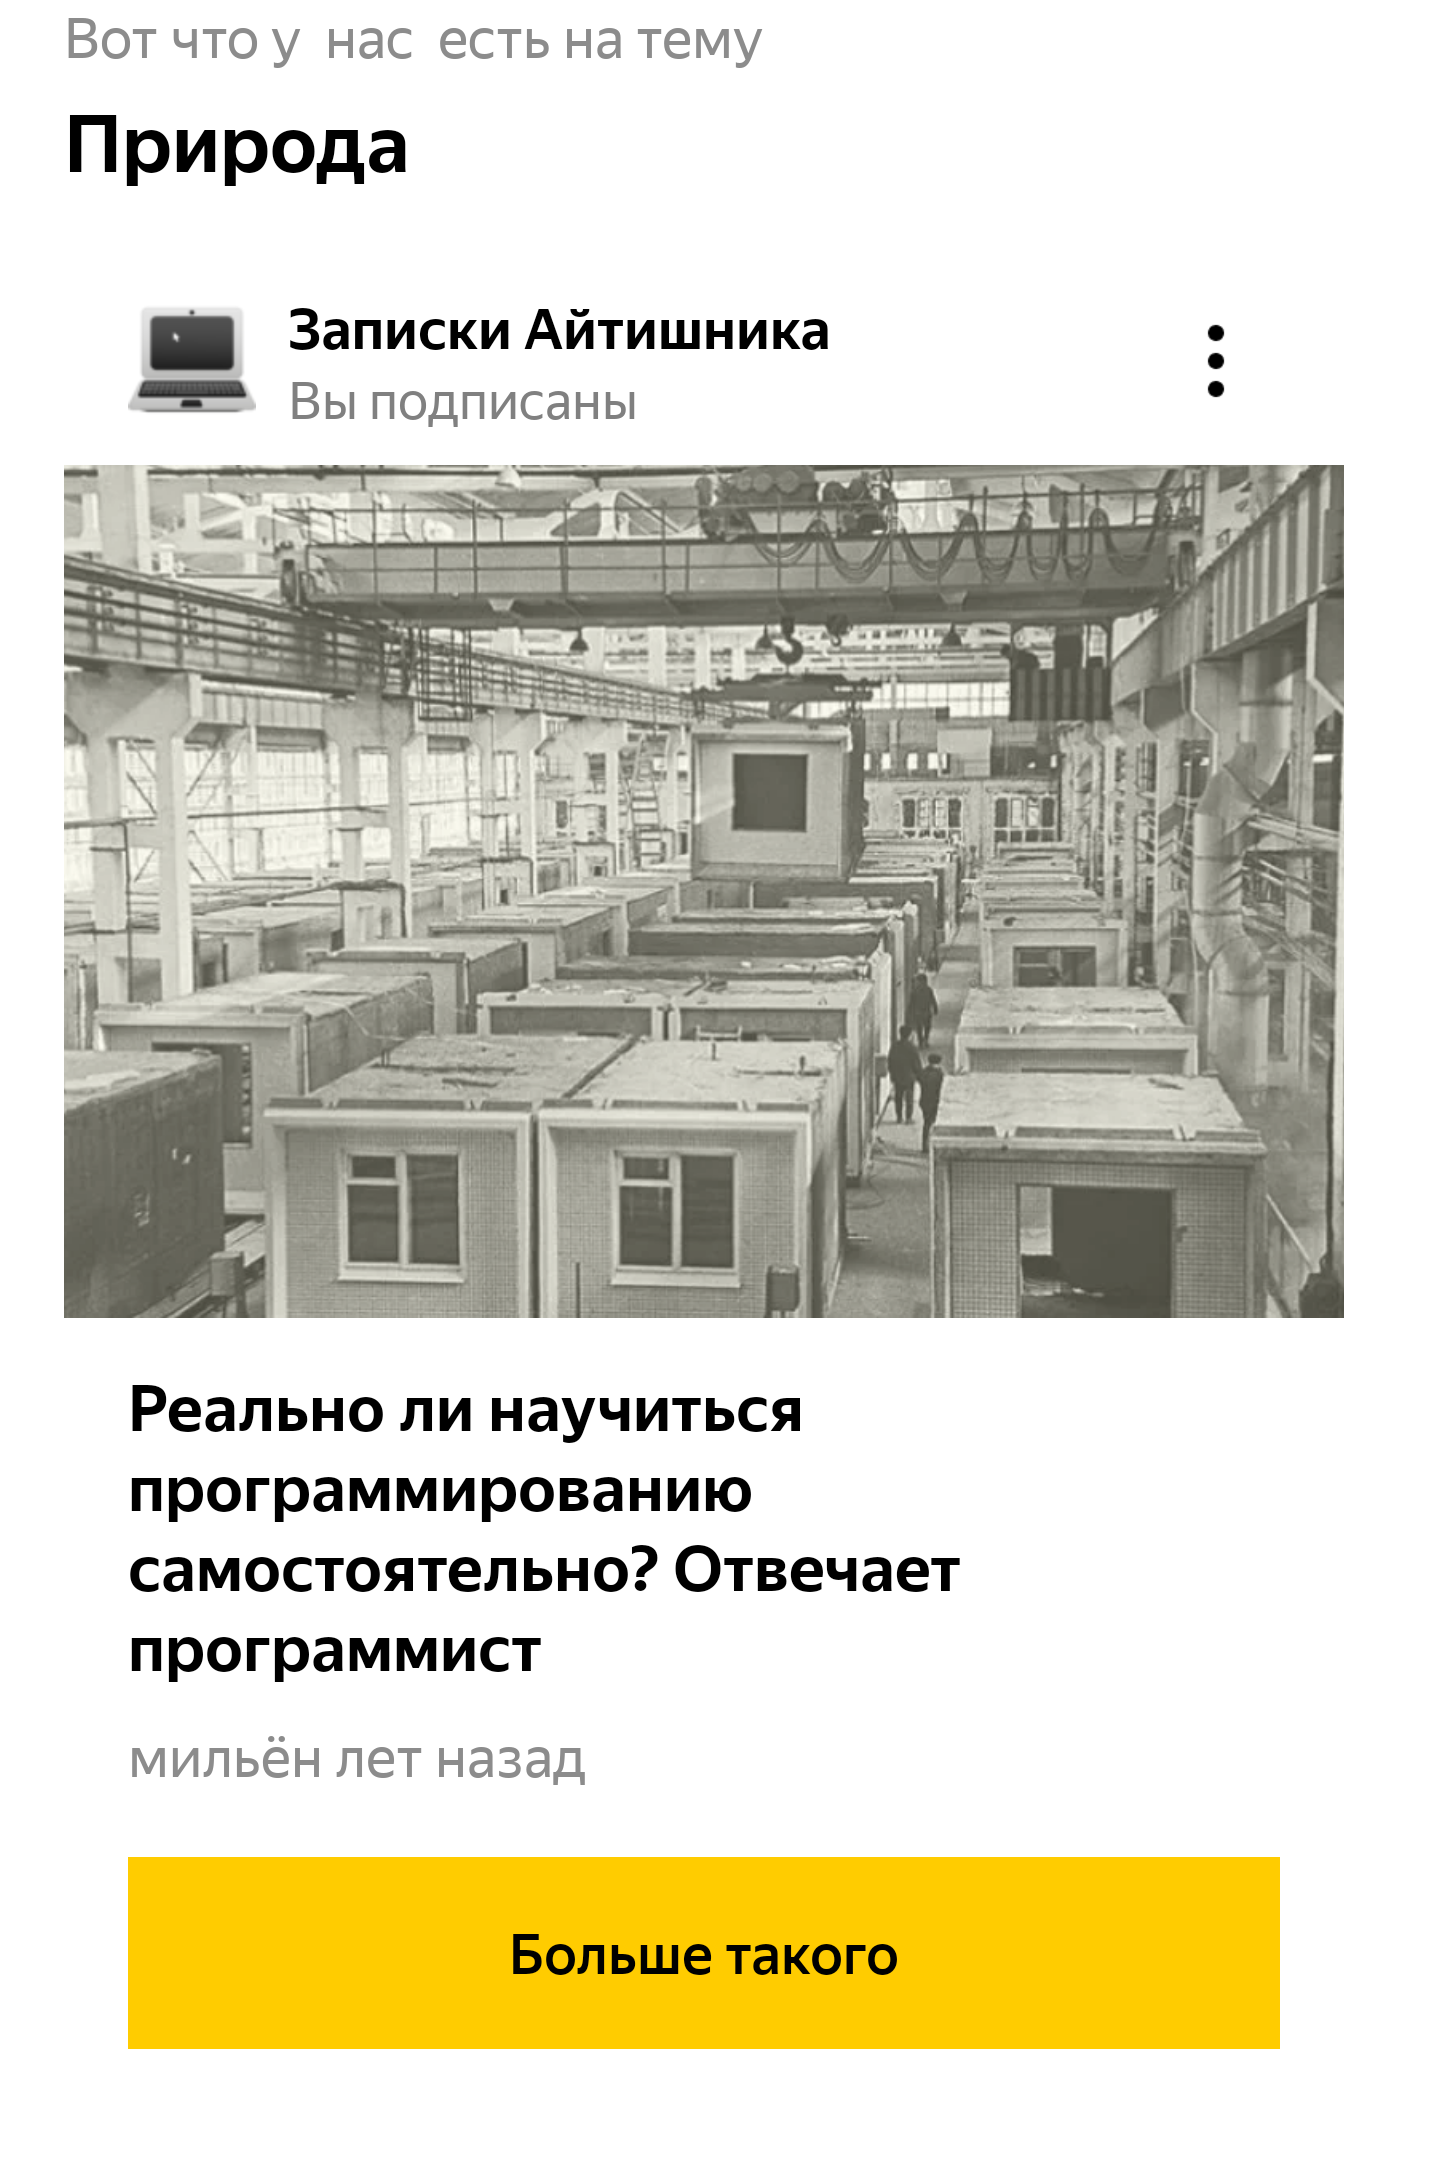 Вот что у нас есть на тему
Природа
Записки Айтишника
Вы подписаны
Реально ли научиться
программированию
самостоятельно? Отвечает
программист
мильён лет назад
Больше такого